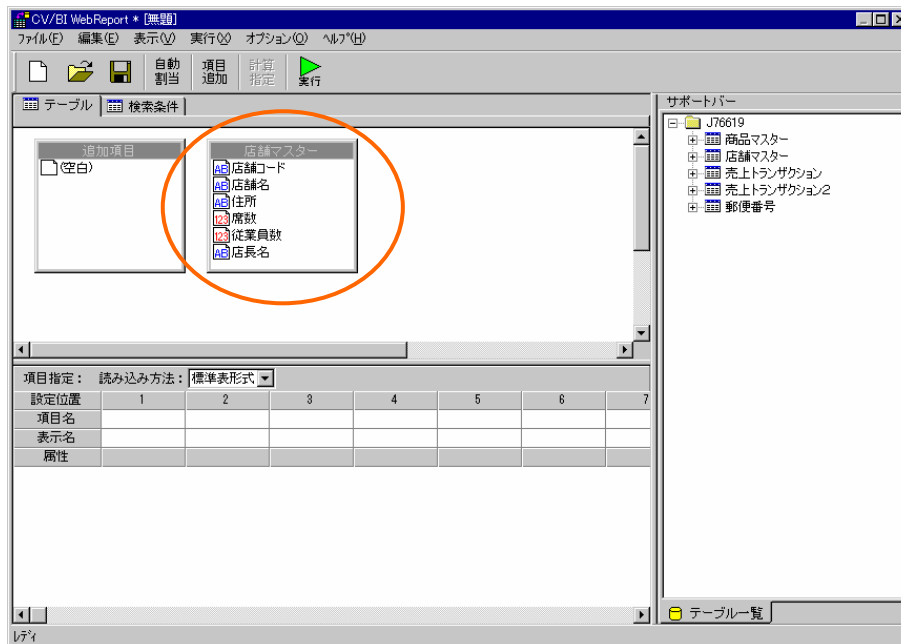 CV/BI WebReport * [無題]
ファイル(F) 編集(E) 表示(V) 実行(X) オプション(O) ヘルプ(H)
自動割当 項目追加 計算指定 実行
テーブル 検索条件
追加項目
(空白)
店舗マスター
AB 店舗コード
AB 店舗名
AB 住所
123 席数
123 従業員数
AB 店長名
項目指定： 読み込み方法： 標準表形式
設定位置 1 2 3 4 5 6 7
項目名
表示名
属性
サポートバー
J76619
商品マスター
店舗マスター
売上トランザクション
売上トランザクション2
郵便番号
テーブル一覧
レディ